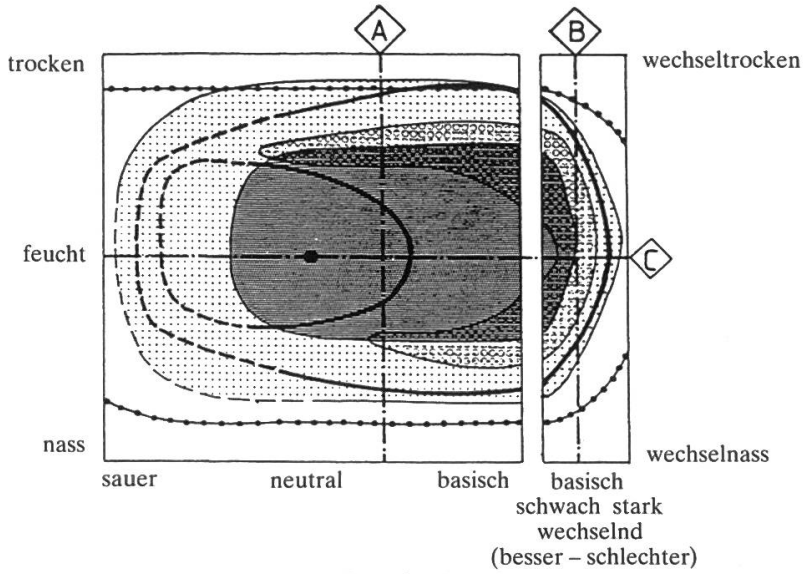 A
B
trocken
wechseltrocken
feucht
C
nass
wechselnass
sauer
neutral
basisch
basisch
schwach stark
wechselnd
(besser – schlechter)